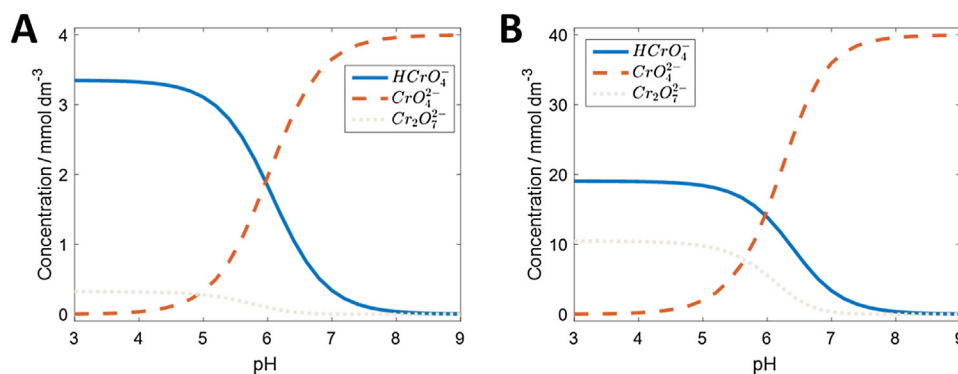 A
Concentration / mmol dm⁻³
4
3
2
1
0
HCrO₄⁻
CrO₄²⁻
Cr₂O₇²⁻
3 4 5 6 7 8 9
pH
B
Concentration / mmol dm⁻³
40
30
20
10
0
HCrO₄⁻
CrO₄²⁻
Cr₂O₇²⁻
3 4 5 6 7 8 9
pH